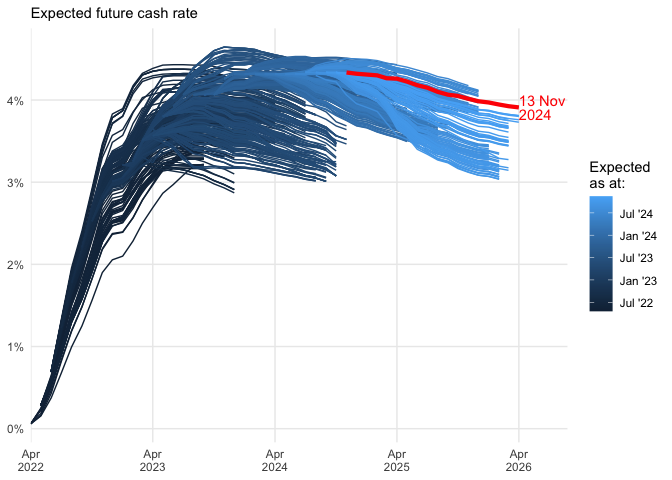 Expected future cash rate
4%
3%
2%
1%
0%
Apr
2022
Apr
2023
Apr
2024
Apr
2025
Apr
2026
13 Nov
2024
Expected
as at:
Jul '24
Jan '24
Jul '23
Jan '23
Jul '22